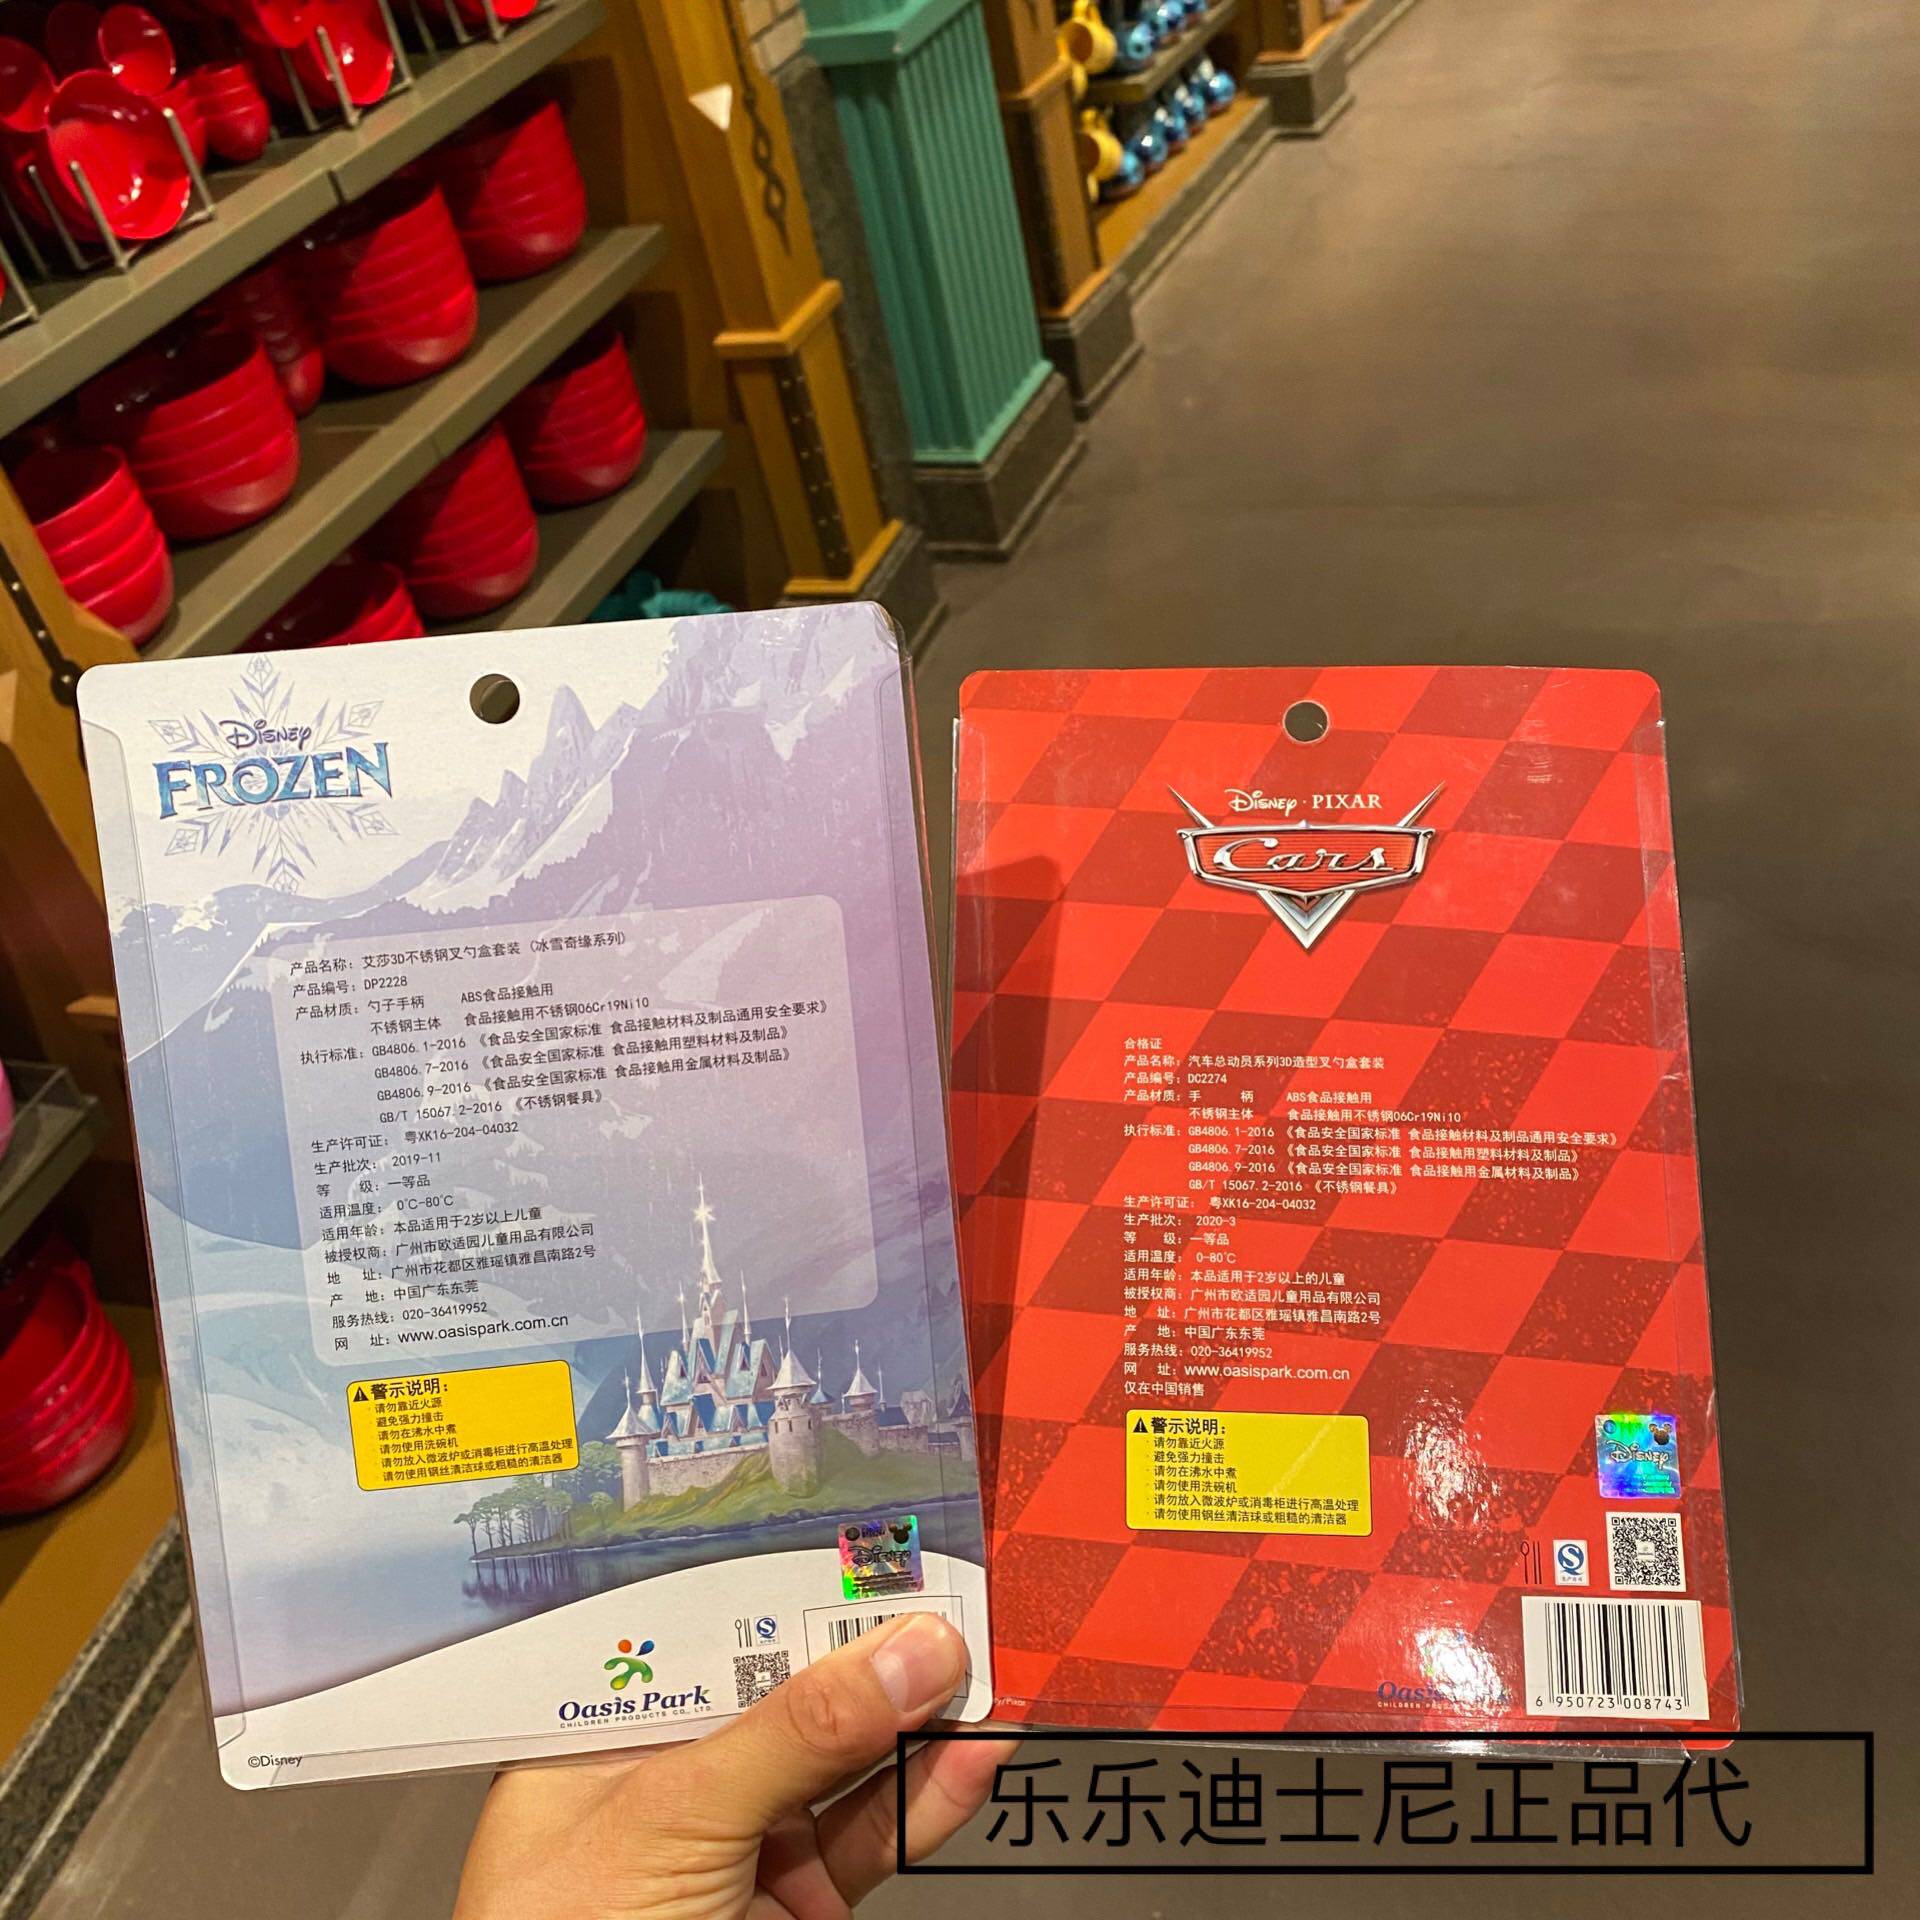 Disney
FROZEN
产品名称：艾莎3D不锈钢叉勺盒套装（冰雪奇缘系列）
产品编号：DP2228
产品材质：勺子手柄 ABS食品接触用
不锈钢主体 食品接触用不锈钢06Cr19Ni10
执行标准：GB4806.1-2016《食品安全国家标准 食品接触材料及制品通用安全要求》
GB4806.7-2016《食品安全国家标准 食品接触用塑料材料及制品》
GB4806.9-2016《食品安全国家标准 食品接触用金属材料及制品》
GB/T 15067.2-2016《不锈钢餐具》
生产许可证：粤XK16-204-04032
生产批次：2019-11
等 级：一等品
适用温度：0℃-80℃
适用年龄：本品适用于2岁以上儿童
被授权商：广州市欧适园儿童用品有限公司
地 址：广州市花都区雅瑶镇雅昌南路2号
产 地：中国广东东莞
服务热线：020-36419952
网 址：www.oasispark.com.cn
警示说明：
·请勿靠近火源
·避免强力撞击
·请勿在沸水中煮
·请勿使用洗碗机
·请勿放入微波炉或消毒柜进行高温处理
·请勿使用钢丝清洁球或粗糙的清洁器
Disney
Oasis Park
CHILDREN PRODUCTS CO., LTD.
©Disney
Disney·PIXAR
Cars
合格证
产品名称：汽车总动员系列3D造型叉勺盒套装
产品编号：DC2274
产品材质：手 柄 ABS食品接触用
不锈钢主体 食品接触用不锈钢06Cr19Ni10
执行标准：GB4806.1-2016《食品安全国家标准 食品接触材料及制品通用安全要求》
GB4806.7-2016《食品安全国家标准 食品接触用塑料材料及制品》
GB4806.9-2016《食品安全国家标准 食品接触用金属材料及制品》
GB/T 15067.2-2016《不锈钢餐具》
生产许可证：粤XK16-204-04032
生产批次：2020-3
等 级：一等品
适用温度：0-80℃
适用年龄：本品适用于2岁以上的儿童
被授权商：广州市欧适园儿童用品有限公司
地 址：广州市花都区雅瑶镇雅昌南路2号
产 地：中国广东东莞
服务热线：020-36419952
网 址：www.oasispark.com.cn
仅在中国销售
警示说明：
·请勿靠近火源
·避免强力撞击
·请勿在沸水中煮
·请勿使用洗碗机
·请勿放入微波炉或消毒柜进行高温处理
·请勿使用钢丝清洁球或粗糙的清洁器
Disney
Oasis
6 950723 008743
乐乐迪士尼正品代